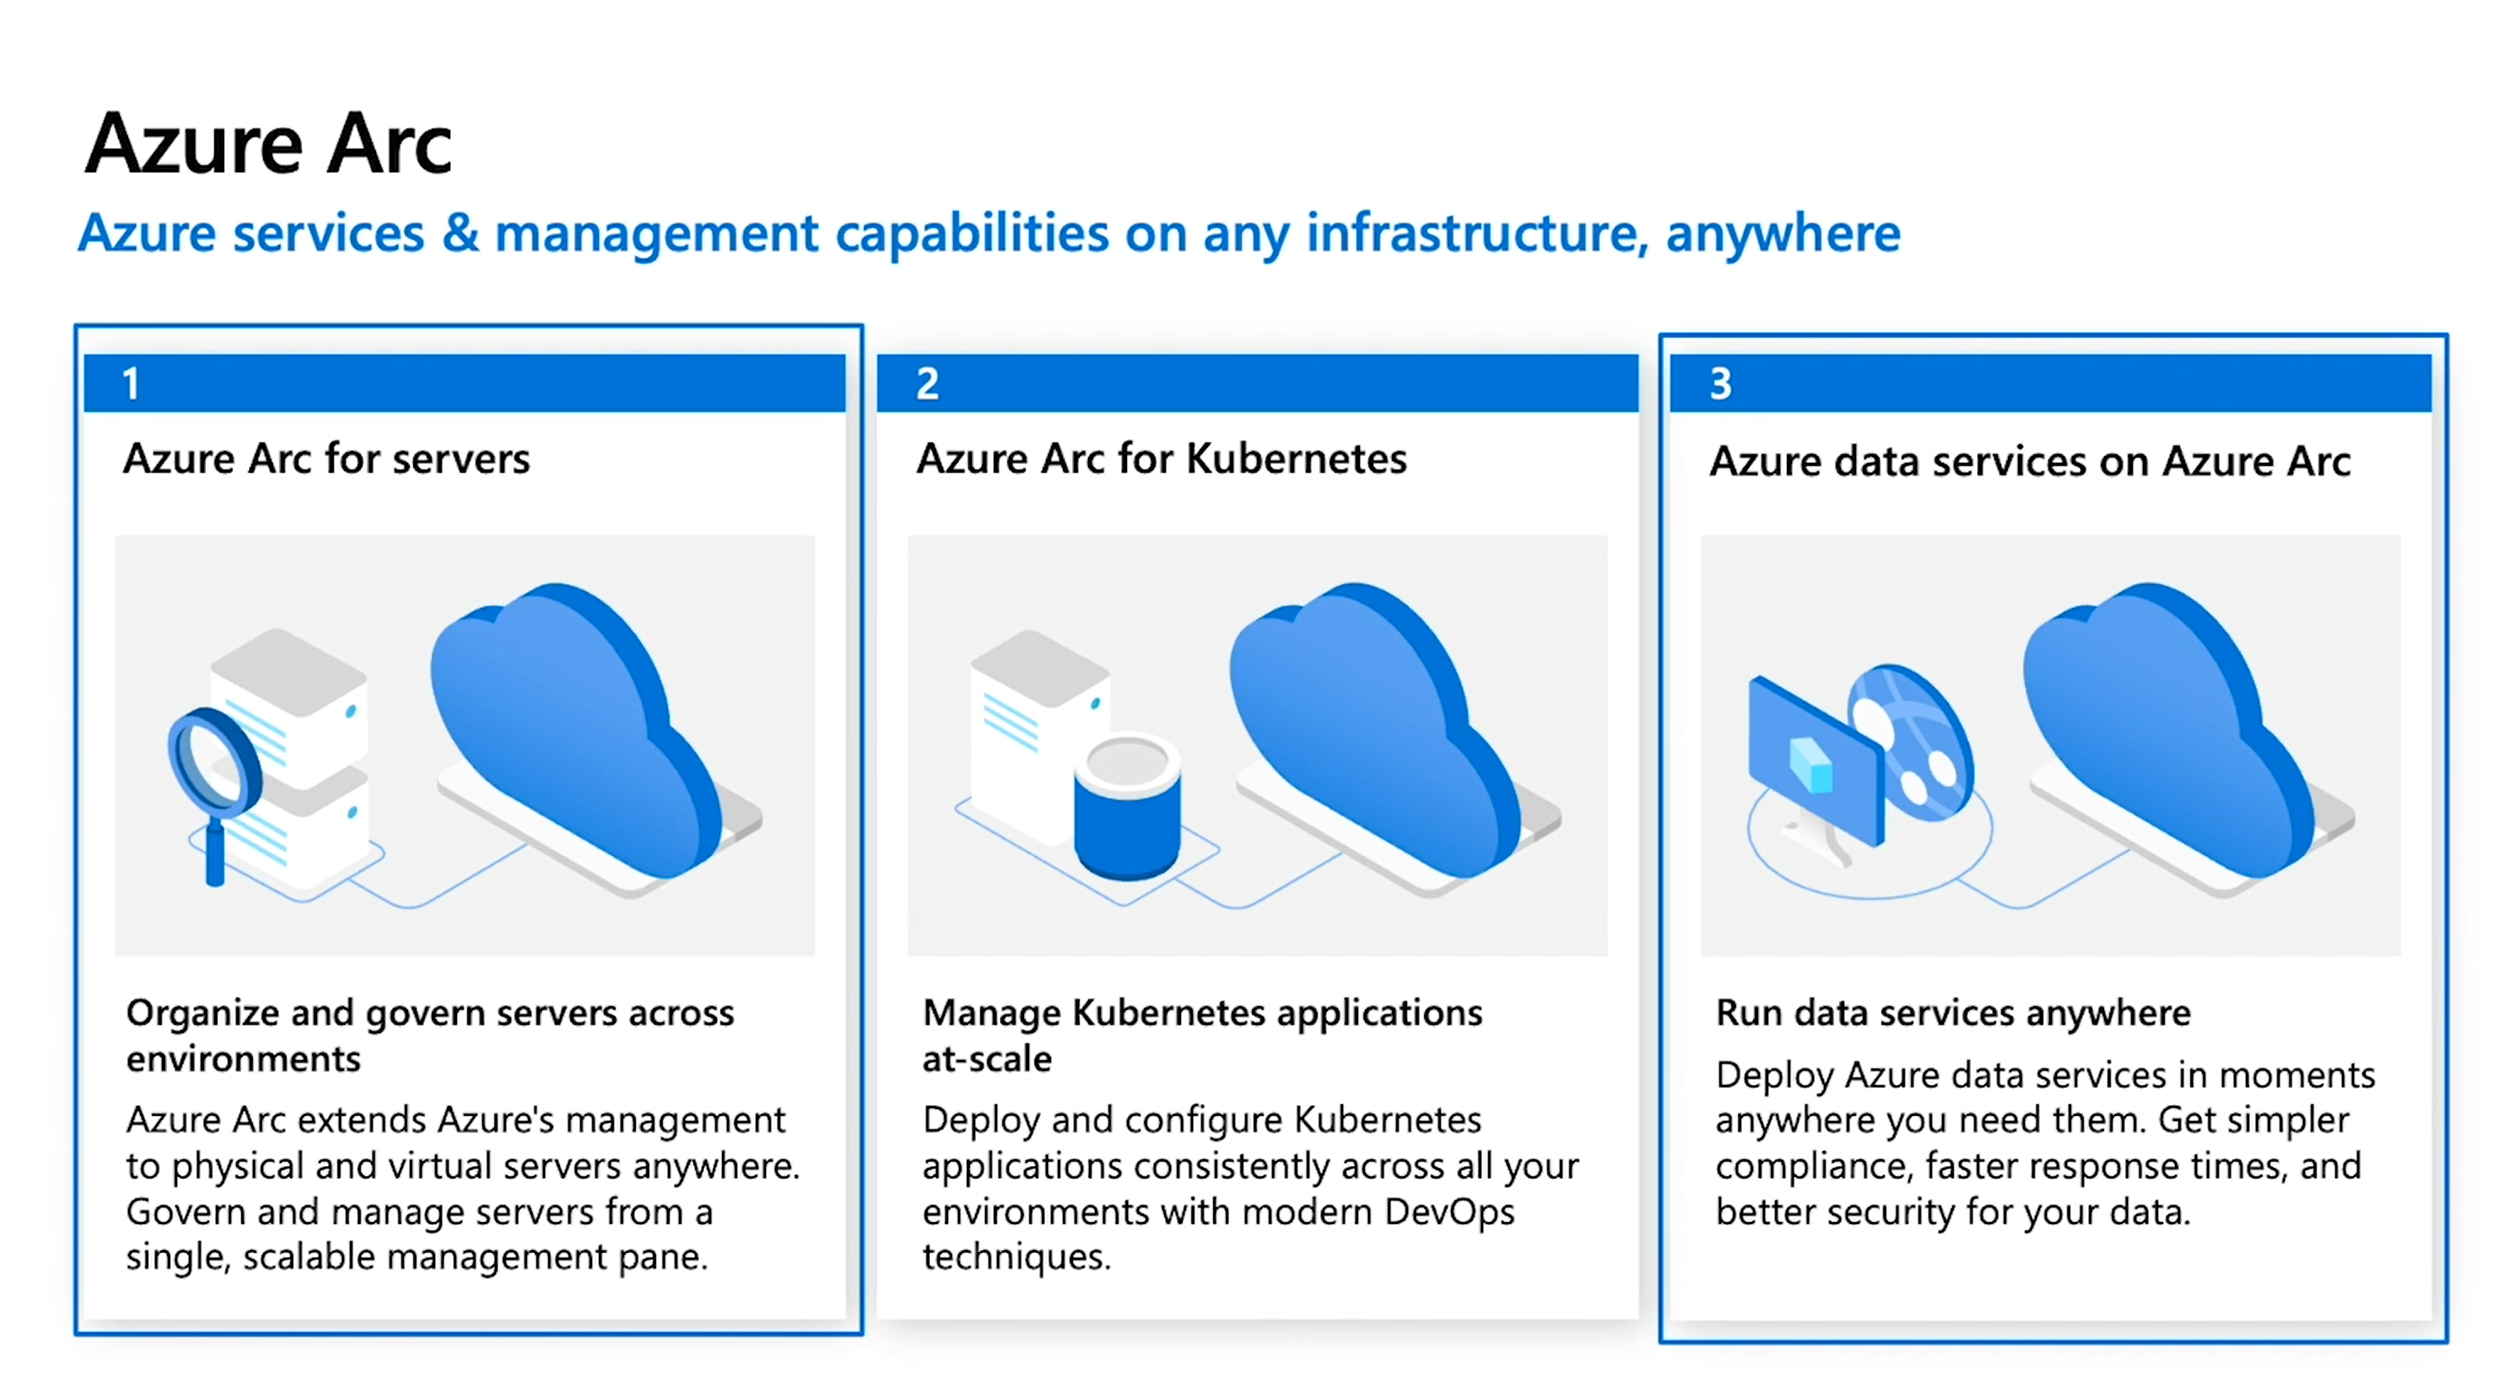 Azure Arc
Azure services & management capabilities on any infrastructure, anywhere
1
Azure Arc for servers
Organize and govern servers across
environments
Azure Arc extends Azure's management
to physical and virtual servers anywhere.
Govern and manage servers from a
single, scalable management pane.
2
Azure Arc for Kubernetes
Manage Kubernetes applications
at-scale
Deploy and configure Kubernetes
applications consistently across all your
environments with modern DevOps
techniques.
3
Azure data services on Azure Arc
Run data services anywhere
Deploy Azure data services in moments
anywhere you need them. Get simpler
compliance, faster response times, and
better security for your data.